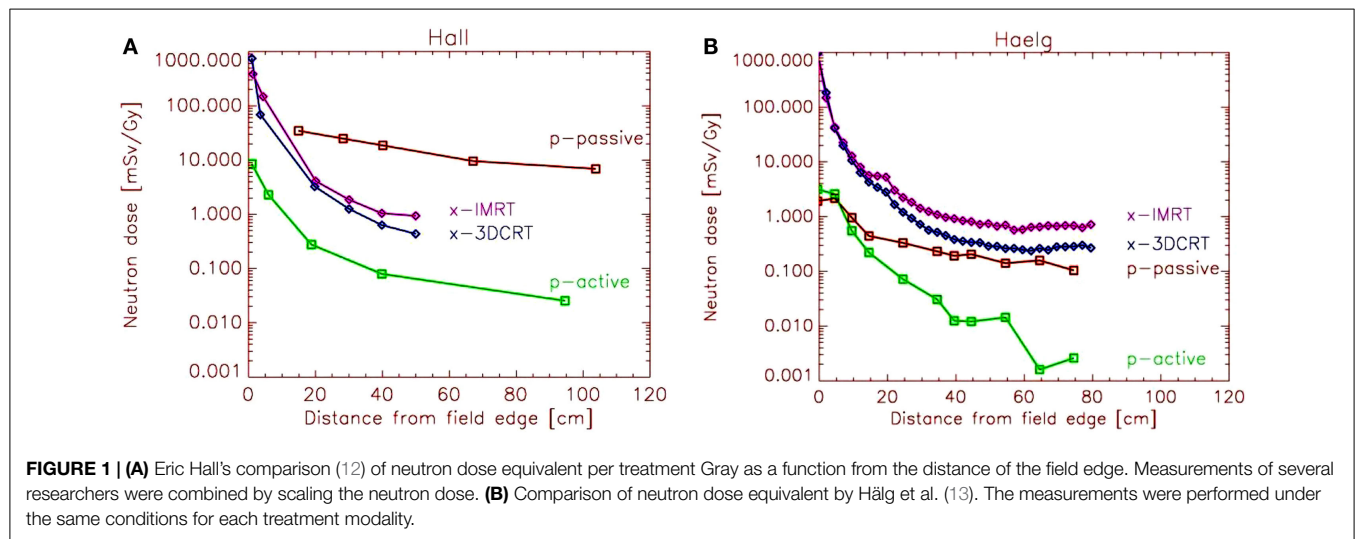 A
Hall
Neutron dose [mSv/Gy]
1000.000
100.000
10.000
1.000
0.100
0.010
0.001
p-passive
x-IMRT
x-3DCRT
p-active
0 20 40 60 80 100 120
Distance from field edge [cm]
B
Haelg
Neutron dose [mSv/Gy]
1000.000
100.000
10.000
1.000
0.100
0.010
0.001
x-IMRT
x-3DCRT
p-passive
p-active
0 20 40 60 80 100 120
Distance from field edge [cm]
FIGURE 1 | (A) Eric Hall's comparison (12) of neutron dose equivalent per treatment Gray as a function from the distance of the field edge. Measurements of several
researchers were combined by scaling the neutron dose. (B) Comparison of neutron dose equivalent by Hälg et al. (13). The measurements were performed under
the same conditions for each treatment modality.